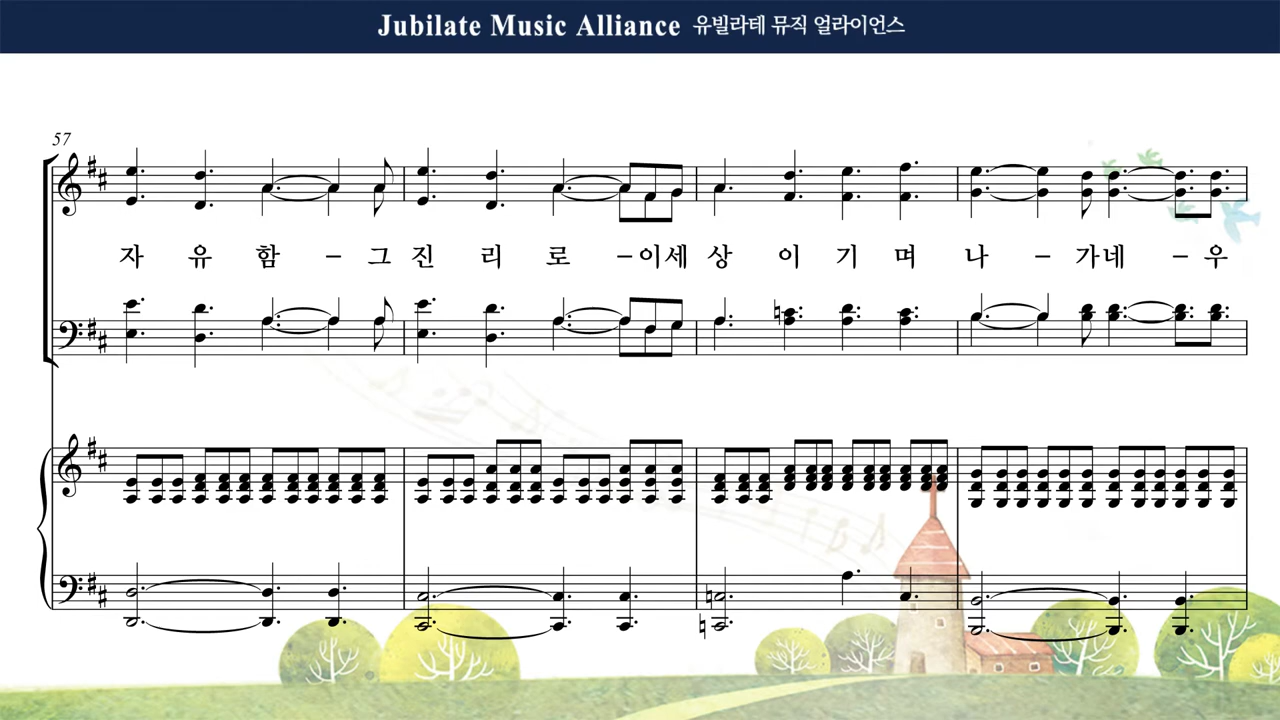 Jubilate Music Alliance 유빌라테 뮤직 얼라이언스
57
자 유 함 - 그 진 리 로 - 이 세 상 이 기 며 나 - 가 네 - 우